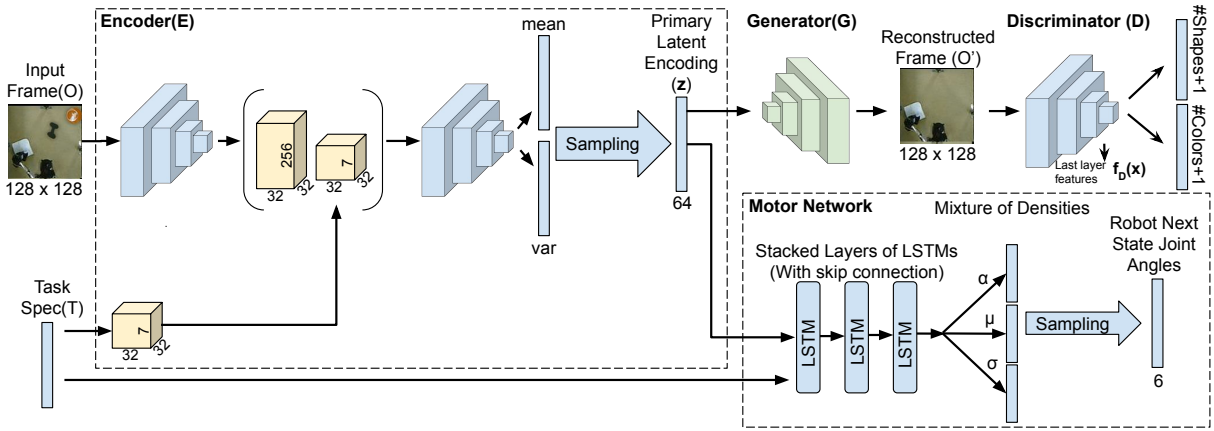 Encoder(E)
Input
Frame(O)
128 x 128
256
32
32
7
32
32
mean
var
Sampling
Primary
Latent
Encoding
(z)
64
Generator(G)
Reconstructed
Frame (O')
128 x 128
Discriminator (D)
Last layer
features
f_D(x)
#Shapes+1
#Colors+1
Task
Spec(T)
7
32
32
Motor Network
Mixture of Densities
Stacked Layers of LSTMs
(With skip connection)
LSTM
LSTM
LSTM
α
μ
σ
Sampling
Robot Next
State Joint
Angles
6